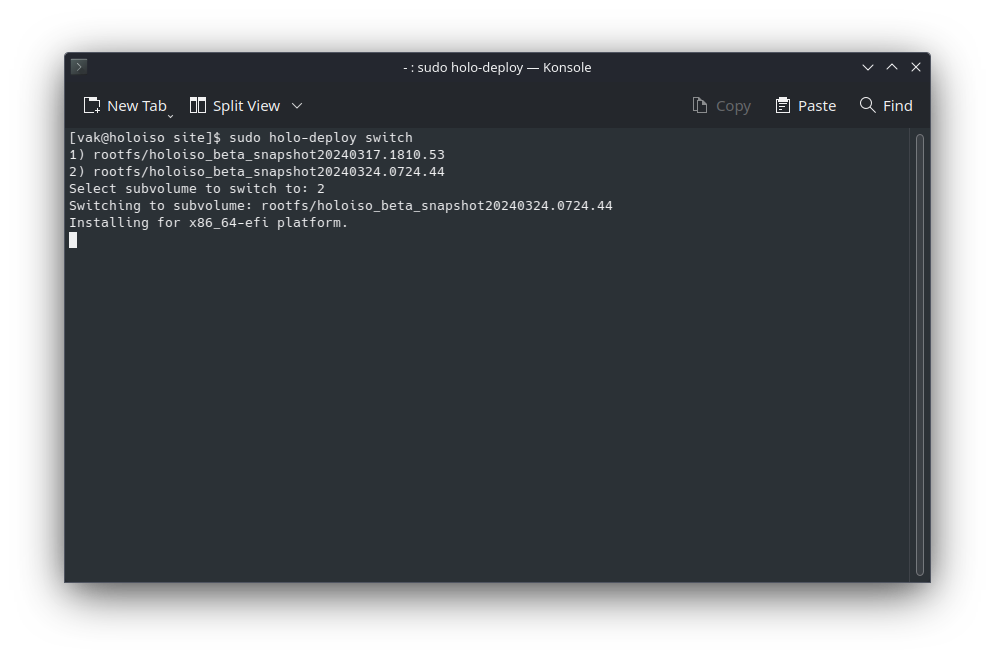 - : sudo holo-deploy — Konsole
New Tab Split View Copy Paste Find
[vak@holoiso site]$ sudo holo-deploy switch
1) rootfs/holoiso_beta_snapshot20240317.1810.53
2) rootfs/holoiso_beta_snapshot20240324.0724.44
Select subvolume to switch to: 2
Switching to subvolume: rootfs/holoiso_beta_snapshot20240324.0724.44
Installing for x86_64-efi platform.